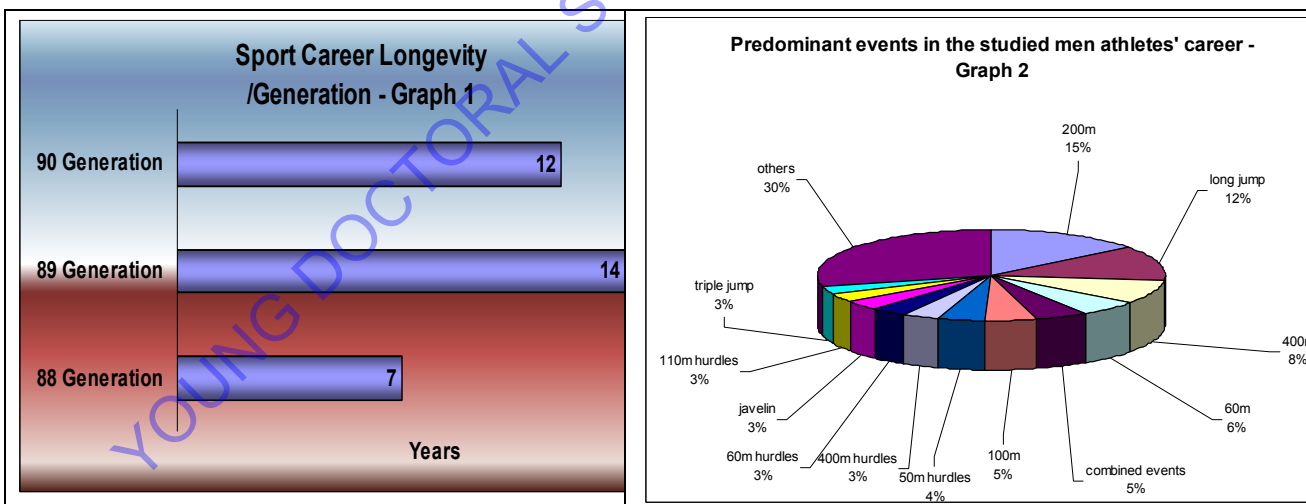 Sport Career Longevity
/Generation - Graph 1
90 Generation
12
89 Generation
14
88 Generation
7
Years
YOUNG DOCTORAL S
Predominant events in the studied men athletes' career -
Graph 2
200m
15%
long jump
12%
400m
8%
60m
6%
combined events
5%
100m
5%
50m hurdles
4%
400m hurdles
3%
60m hurdles
3%
javelin
3%
110m hurdles
3%
triple jump
3%
others
30%